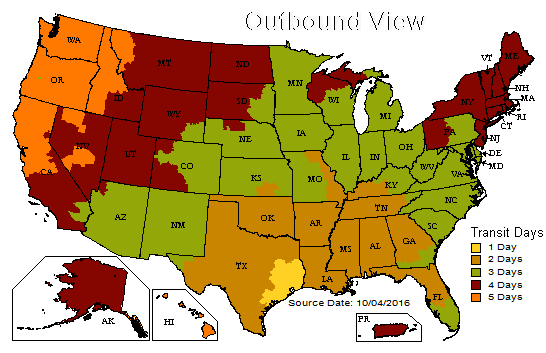 Outbound View
WA
OR
CA
NV
ID
MT
WY
UT
AZ
CO
NM
ND
SD
NE
KS
OK
TX
MN
IA
MO
AR
LA
WI
IL
IN
MI
OH
KY
TN
MS
AL
GA
FL
SC
NC
VA
WV
PA
NY
VT
ME
NH
MA
RI
CT
NJ
DE
MD
AK
HI
PR
Transit Days
1 Day
2 Days
3 Days
4 Days
5 Days
Source Date: 10/04/2016